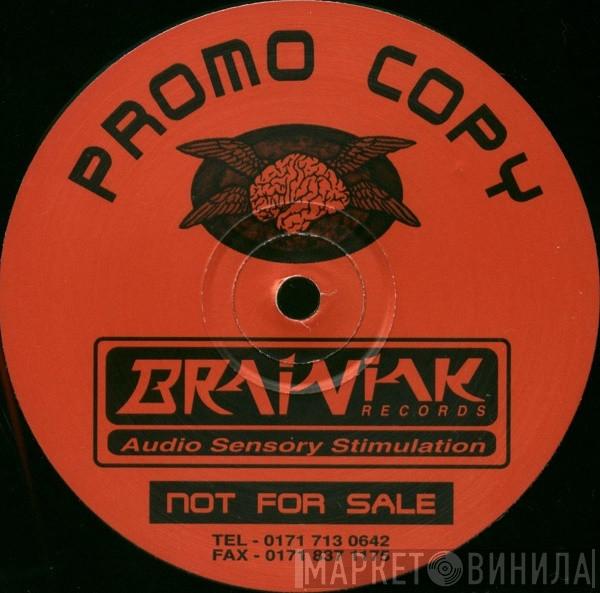 PROMO COPY
BRAINIAK
RECORDS
Audio Sensory Stimulation
NOT FOR SALE
TEL - 0171 713 0642
FAX - 0171 837 1175
МАРКЕТ ВИНИЛА